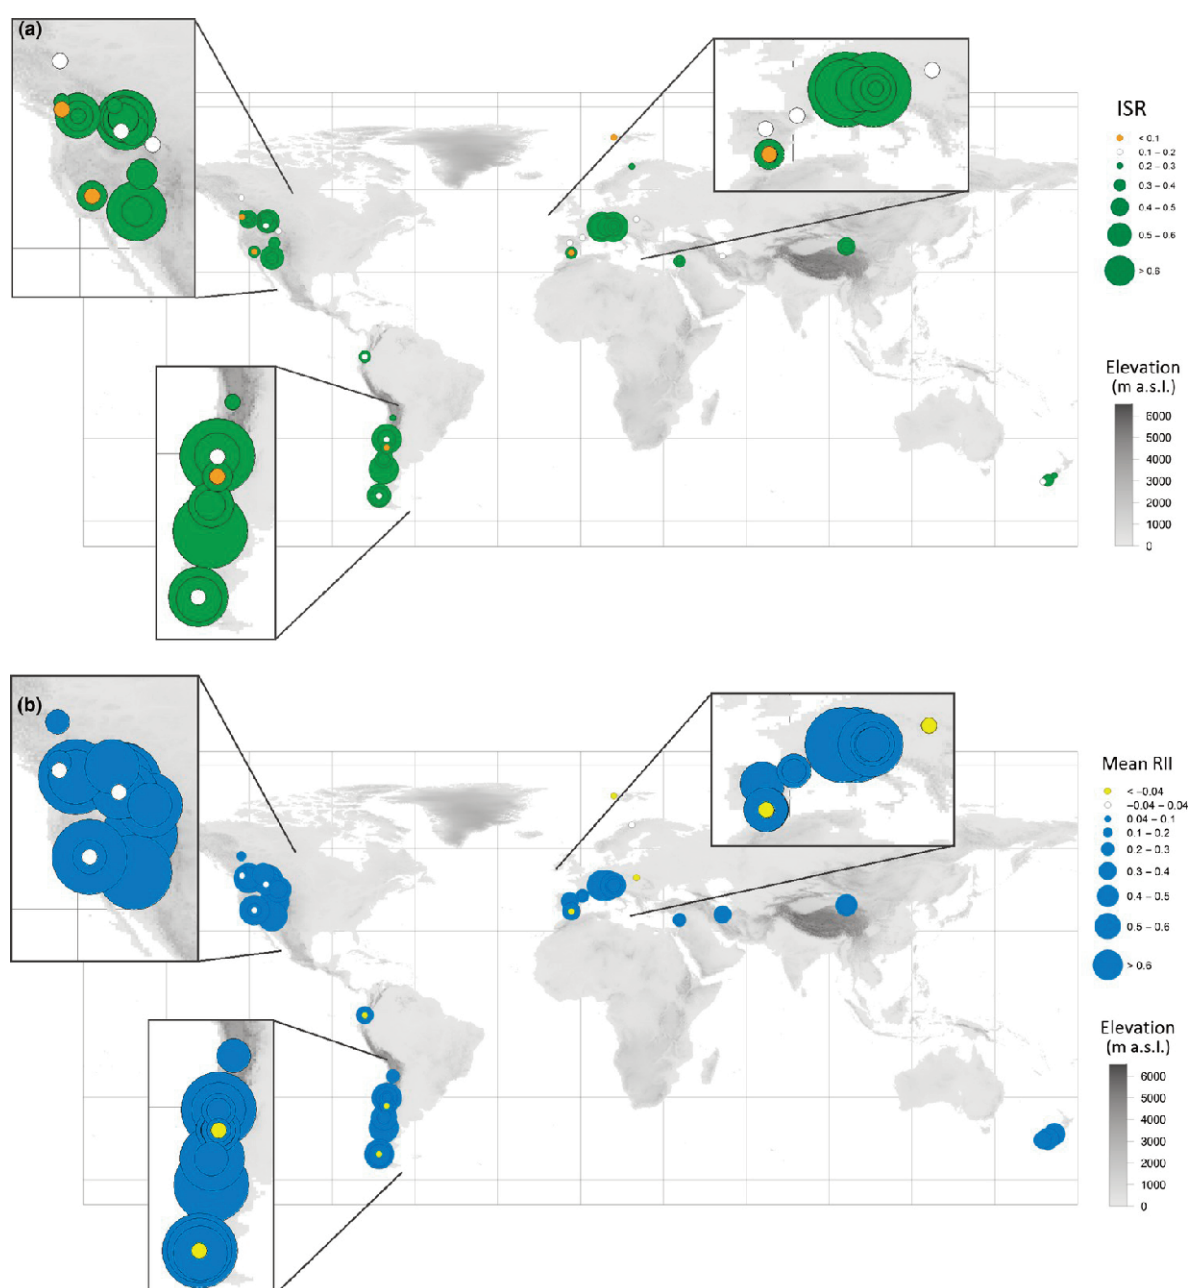 (a)
ISR
< 0.1
0.1 – 0.2
0.2 – 0.3
0.3 – 0.4
0.4 – 0.5
0.5 – 0.6
> 0.6
Elevation
(m a.s.l.)
6000
5000
4000
3000
2000
1000
0
(b)
Mean RII
< −0.04
−0.04 – 0.04
0.04 – 0.1
0.1 – 0.2
0.2 – 0.3
0.3 – 0.4
0.4 – 0.5
0.5 – 0.6
> 0.6
Elevation
(m a.s.l.)
6000
5000
4000
3000
2000
1000
0